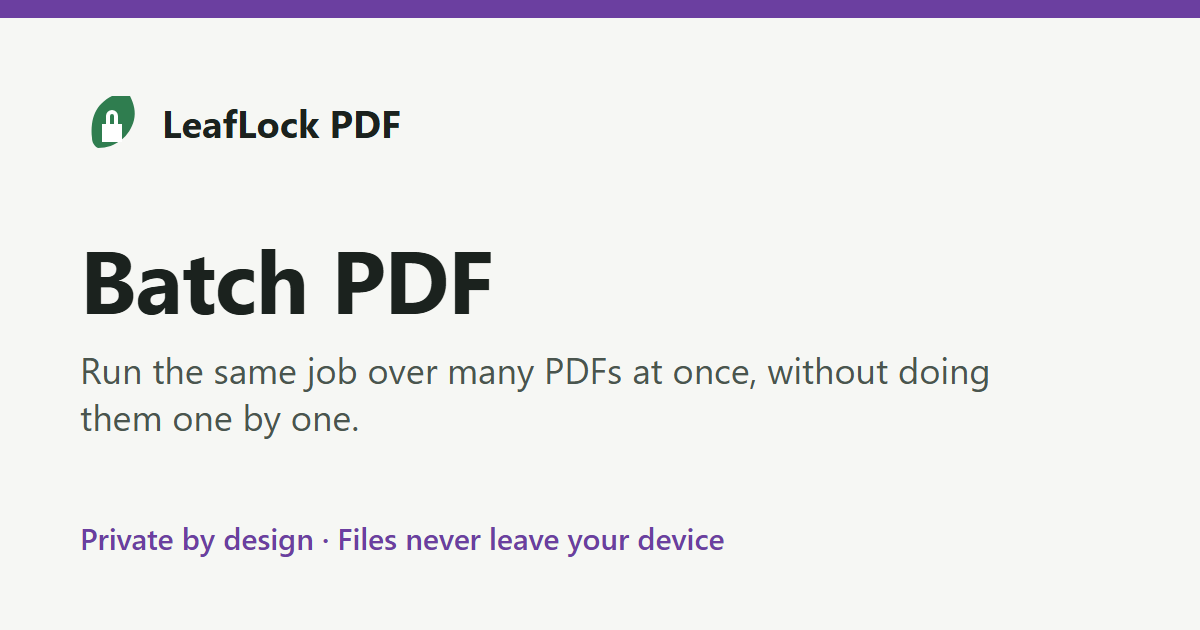 LeafLock PDF
Batch PDF
Run the same job over many PDFs at once, without doing
them one by one.
Private by design · Files never leave your device